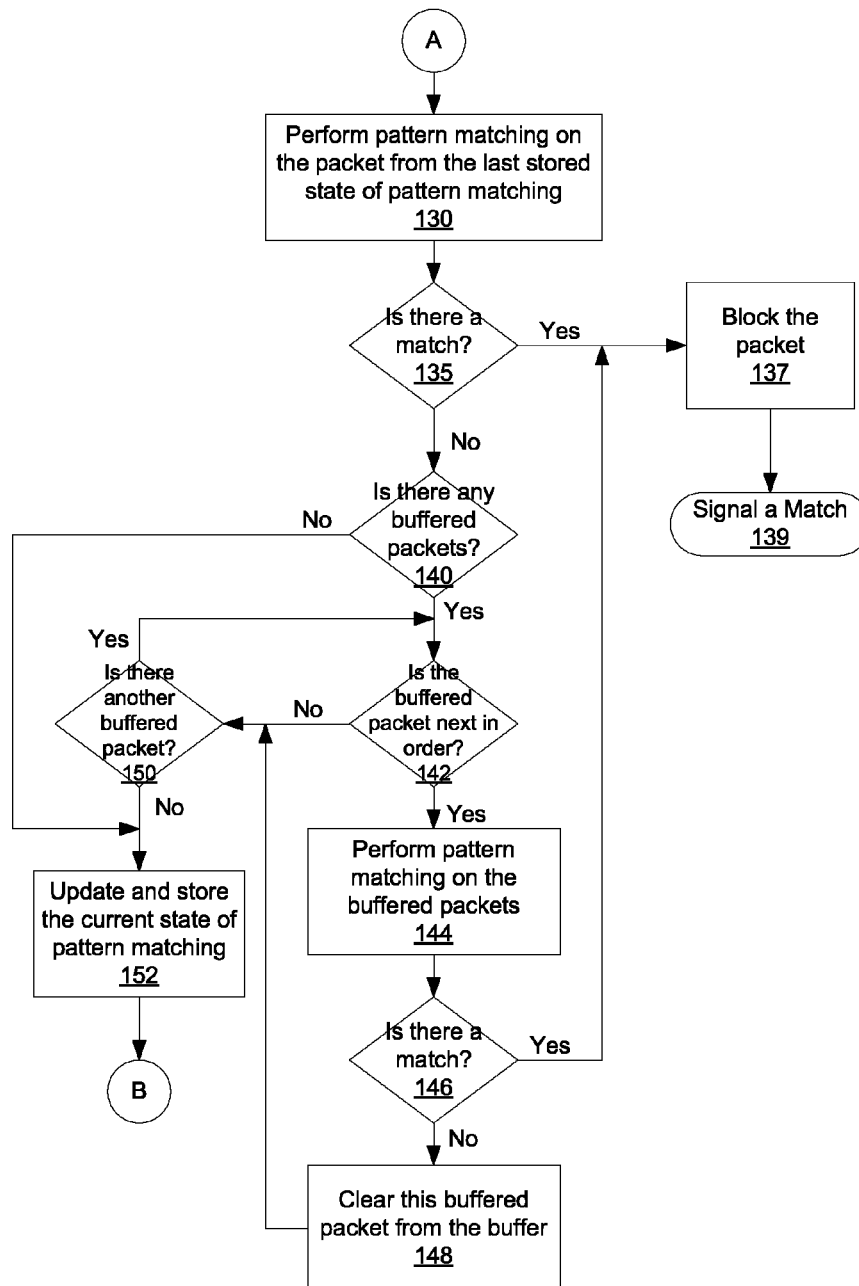 A
Perform pattern matching on
the packet from the last stored
state of pattern matching
130
Is there a
match?
135
Yes
Block the
packet
137
No
Signal a Match
139
Is there any
buffered
packets?
140
No
Yes
Yes
Is there
another
buffered
packet?
150
No
Is the
buffered
packet next in
order?
142
No
Yes
Perform pattern
matching on the
buffered packets
144
Update and store
the current state of
pattern matching
152
Is there a
match?
146
Yes
B
No
Clear this buffered
packet from the buffer
148